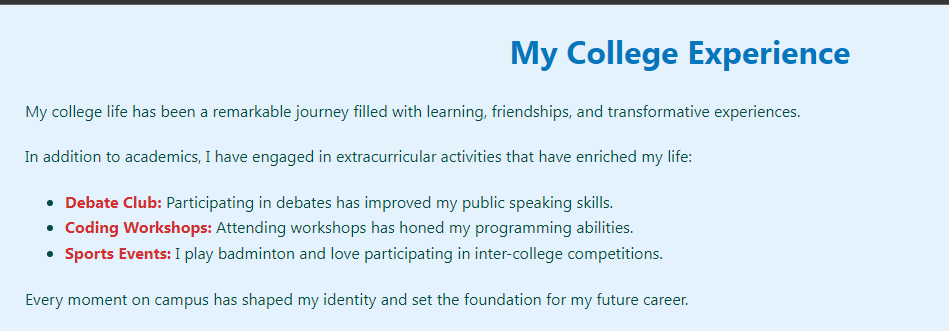 My College Experience
My college life has been a remarkable journey filled with learning, friendships, and transformative experiences.
In addition to academics, I have engaged in extracurricular activities that have enriched my life:
• Debate Club: Participating in debates has improved my public speaking skills.
• Coding Workshops: Attending workshops has honed my programming abilities.
• Sports Events: I play badminton and love participating in inter-college competitions.
Every moment on campus has shaped my identity and set the foundation for my future career.